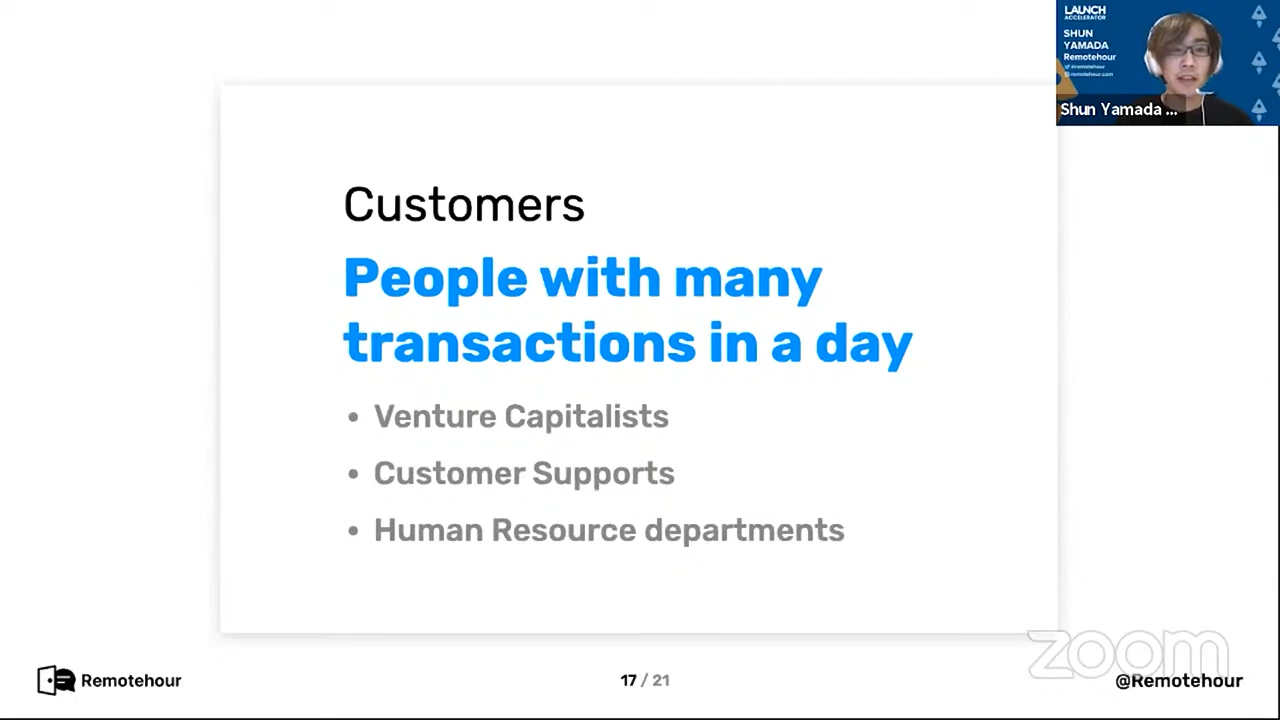 LAUNCH
ACCELERATOR
SHUN
YAMADA
Remotehour
@remotehour
remotehour.com
Shun Yamada ...
Customers
People with many
transactions in a day
• Venture Capitalists
• Customer Supports
• Human Resource departments
zoom
Remotehour
17 / 21
@Remotehour